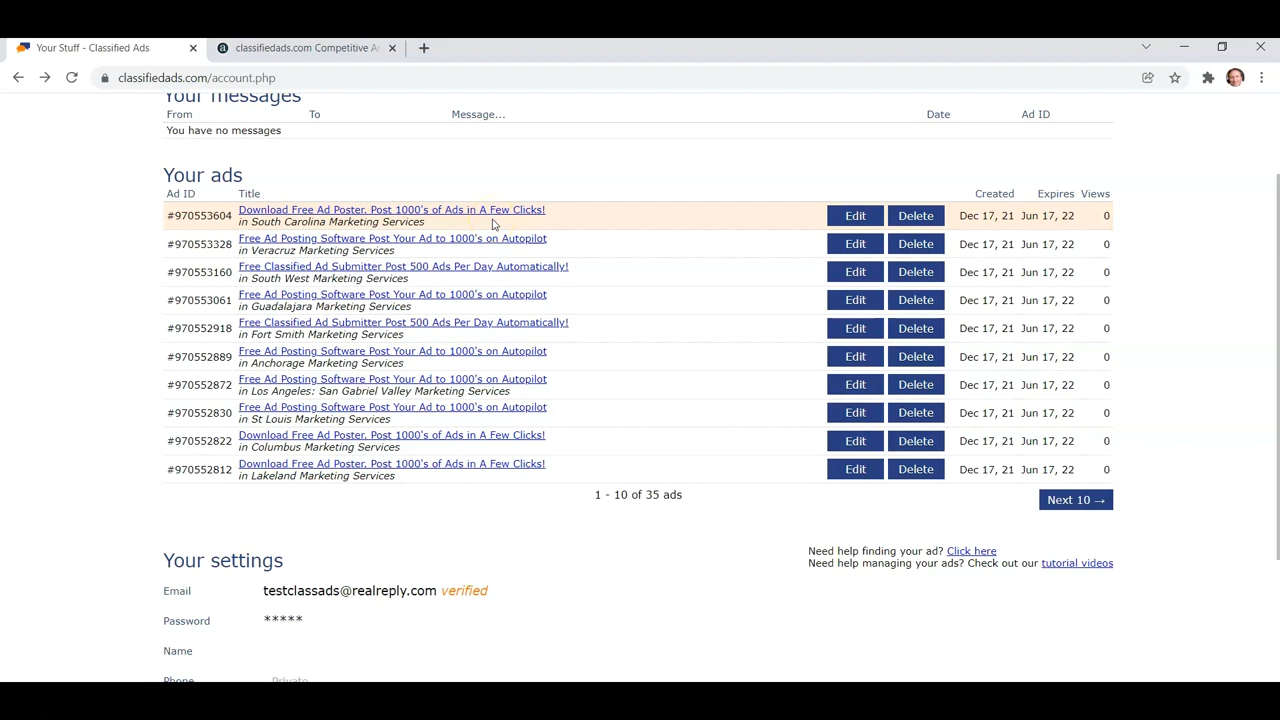 Your Stuff - Classified Ads
classifiedads.com Competitive An
classifiedads.com/account.php
Your messages
From To Message... Date Ad ID
You have no messages
Your ads
Ad ID Title Created Expires Views
#970553604 Download Free Ad Poster. Post 1000's of Ads in A Few Clicks! Edit Delete Dec 17, 21 Jun 17, 22 0
in South Carolina Marketing Services
#970553328 Free Ad Posting Software Post Your Ad to 1000's on Autopilot Edit Delete Dec 17, 21 Jun 17, 22 0
in Veracruz Marketing Services
#970553160 Free Classified Ad Submitter Post 500 Ads Per Day Automatically! Edit Delete Dec 17, 21 Jun 17, 22 0
in South West Marketing Services
#970553061 Free Ad Posting Software Post Your Ad to 1000's on Autopilot Edit Delete Dec 17, 21 Jun 17, 22 0
in Guadalajara Marketing Services
#970552918 Free Classified Ad Submitter Post 500 Ads Per Day Automatically! Edit Delete Dec 17, 21 Jun 17, 22 0
in Fort Smith Marketing Services
#970552889 Free Ad Posting Software Post Your Ad to 1000's on Autopilot Edit Delete Dec 17, 21 Jun 17, 22 0
in Anchorage Marketing Services
#970552872 Free Ad Posting Software Post Your Ad to 1000's on Autopilot Edit Delete Dec 17, 21 Jun 17, 22 0
in Los Angeles: San Gabriel Valley Marketing Services
#970552830 Free Ad Posting Software Post Your Ad to 1000's on Autopilot Edit Delete Dec 17, 21 Jun 17, 22 0
in St Louis Marketing Services
#970552822 Download Free Ad Poster. Post 1000's of Ads in A Few Clicks! Edit Delete Dec 17, 21 Jun 17, 22 0
in Columbus Marketing Services
#970552812 Download Free Ad Poster. Post 1000's of Ads in A Few Clicks! Edit Delete Dec 17, 21 Jun 17, 22 0
in Lakeland Marketing Services
1 - 10 of 35 ads
Next 10 →
Your settings
Need help finding your ad? Click here
Need help managing your ads? Check out our tutorial videos
Email testclassads@realreply.com verified
Password *****
Name
Phone Private